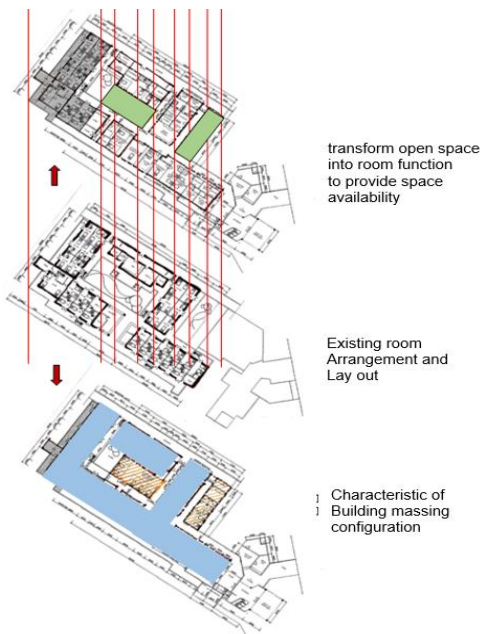 transform open space
into room function
to provide space
availability
Existing room
Arrangement and
Lay out
Characteristic of
Building massing
configuration